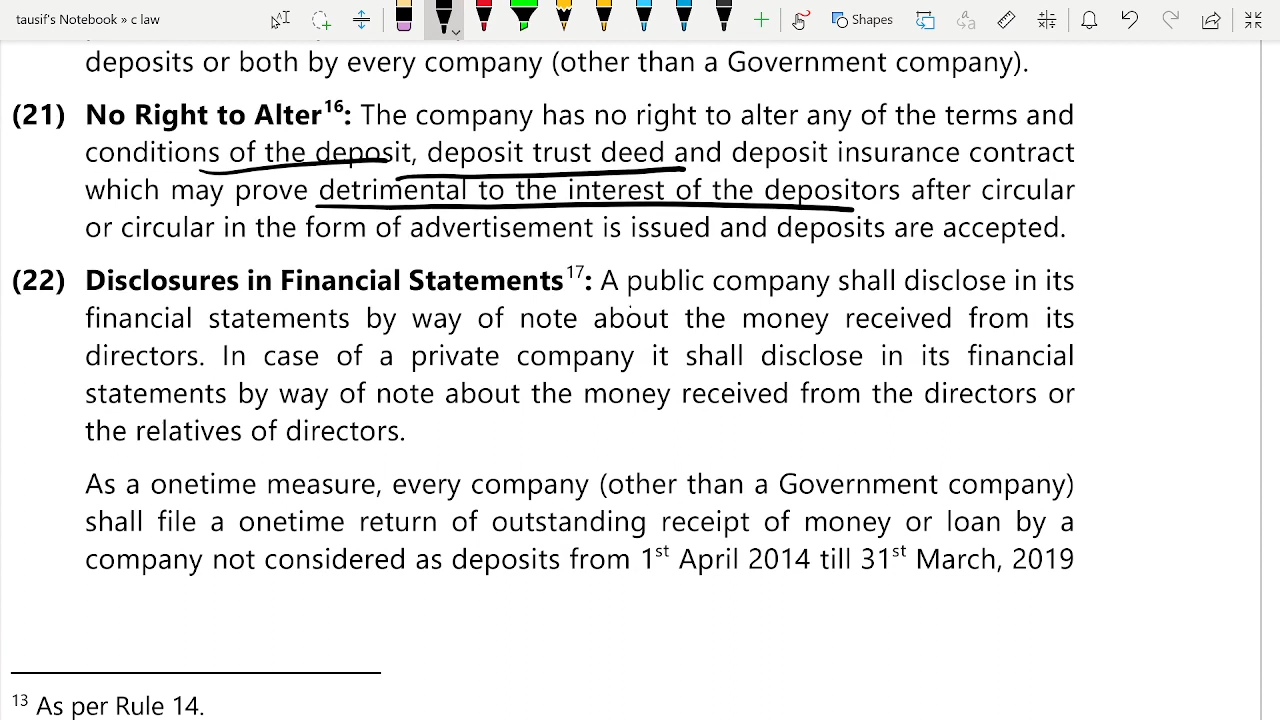 tausif's Notebook » c law
Shapes
deposits or both by every company (other than a Government company).
(21) No Right to Alter16: The company has no right to alter any of the terms and
conditions of the deposit, deposit trust deed and deposit insurance contract
which may prove detrimental to the interest of the depositors after circular
or circular in the form of advertisement is issued and deposits are accepted.
(22) Disclosures in Financial Statements17: A public company shall disclose in its
financial statements by way of note about the money received from its
directors. In case of a private company it shall disclose in its financial
statements by way of note about the money received from the directors or
the relatives of directors.
As a onetime measure, every company (other than a Government company)
shall file a onetime return of outstanding receipt of money or loan by a
company not considered as deposits from 1st April 2014 till 31st March, 2019
13 As per Rule 14.